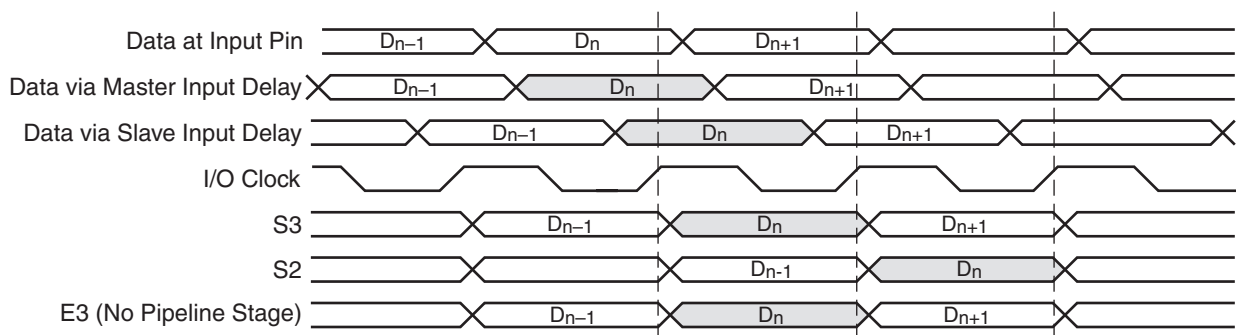 Data at Input Pin Dn–1 Dn Dn+1
Data via Master Input Delay Dn–1 Dn Dn+1
Data via Slave Input Delay Dn–1 Dn Dn+1
I/O Clock
S3 Dn–1 Dn Dn+1
S2 Dn-1 Dn
E3 (No Pipeline Stage) Dn–1 Dn Dn+1